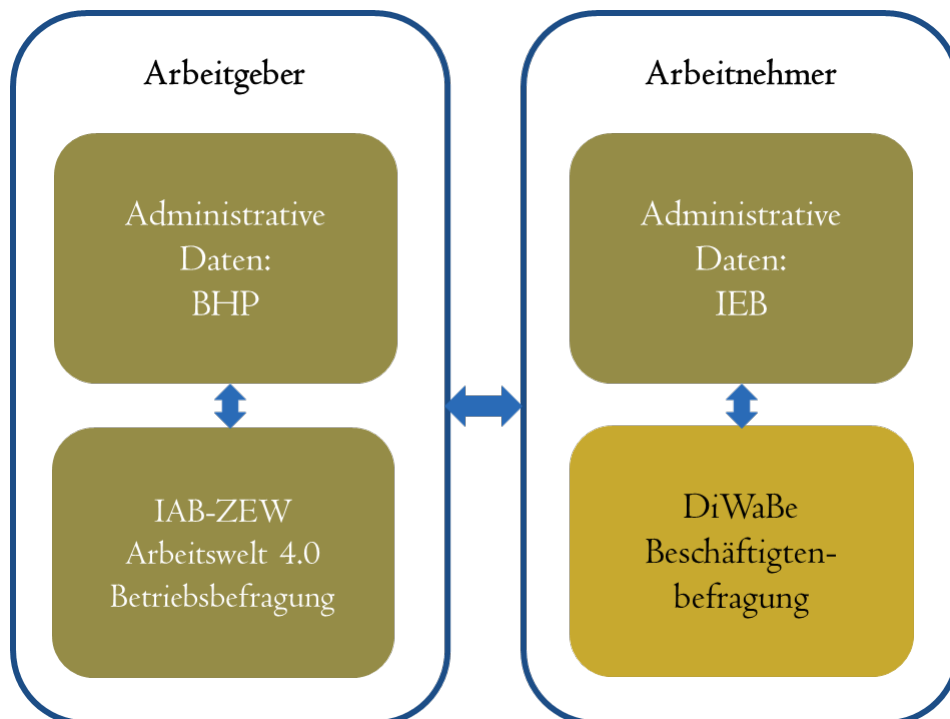 Arbeitgeber
Administrative
Daten:
BHP
IAB-ZEW
Arbeitswelt 4.0
Betriebsbefragung
Arbeitnehmer
Administrative
Daten:
IEB
DiWaBe
Beschäftigten-
befragung